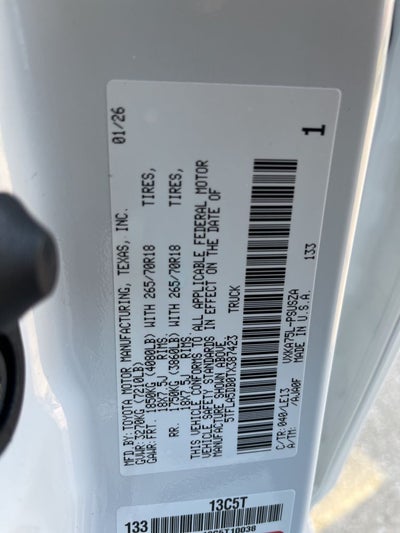 01/26
MFD.BY:TOYOTA MOTOR MANUFACTURING, TEXAS, INC.
GVWR:3270KG(7210LB)
GAWR:FRT. 1850KG(4080LB)WITH 265/70R18 TIRES,
18X7.5J RIMS
RR. 1750KG(3860LB)WITH 265/70R18 TIRES,
18X7.5J RIMS
THIS VEHICLE CONFORMS TO ALL APPLICABLE FEDERAL MOTOR
VEHICLE SAFETY STANDARDS IN EFFECT ON THE DATE OF
MANUFACTURE SHOWN ABOVE.
5TFLA5DB0TX387423 TRUCK
1
VXKA75L-PSUSZA 133
C/TR:040/LE13 MADE IN U.S.A.
A/TM: /AJA0F
13C5T
133